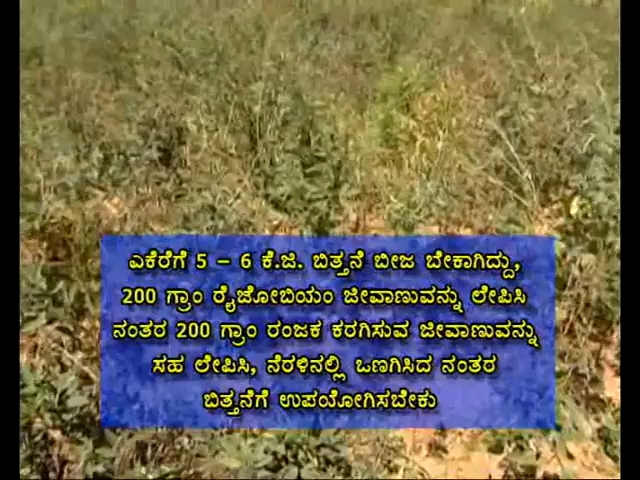 ಎಕೆರೆಗೆ 5 – 6 ಕೆ.ಜಿ. ಬಿತ್ತನೆ ಬೀಜ ಬೇಕಾಗಿದ್ದು,
200 ಗ್ರಾಂ ರೈಜೋಬಿಯಂ ಜೀವಾಣುವನ್ನು ಲೇಪಿಸಿ
ನಂತರ 200 ಗ್ರಾಂ ರಂಜಕ ಕರಗಿಸುವ ಜೀವಾಣುವನ್ನು
ಸಹ ಲೇಪಿಸಿ, ನೆರಳಿನಲ್ಲಿ ಒಣಗಿಸಿದ ನಂತರ
ಬಿತ್ತನೆಗೆ ಉಪಯೋಗಿಸಬೇಕು